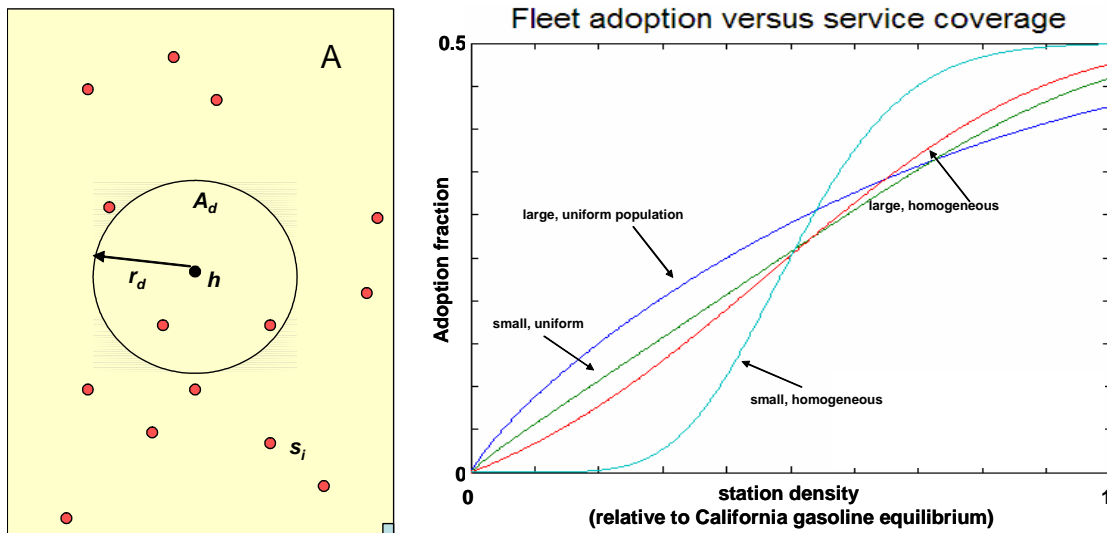 A
A_d
r_d
h
s_i
Fleet adoption versus service coverage
0.5
Adoption fraction
large, uniform population
large, homogeneous
small, uniform
small, homogeneous
0
0
1
station density
(relative to California gasoline equilibrium)